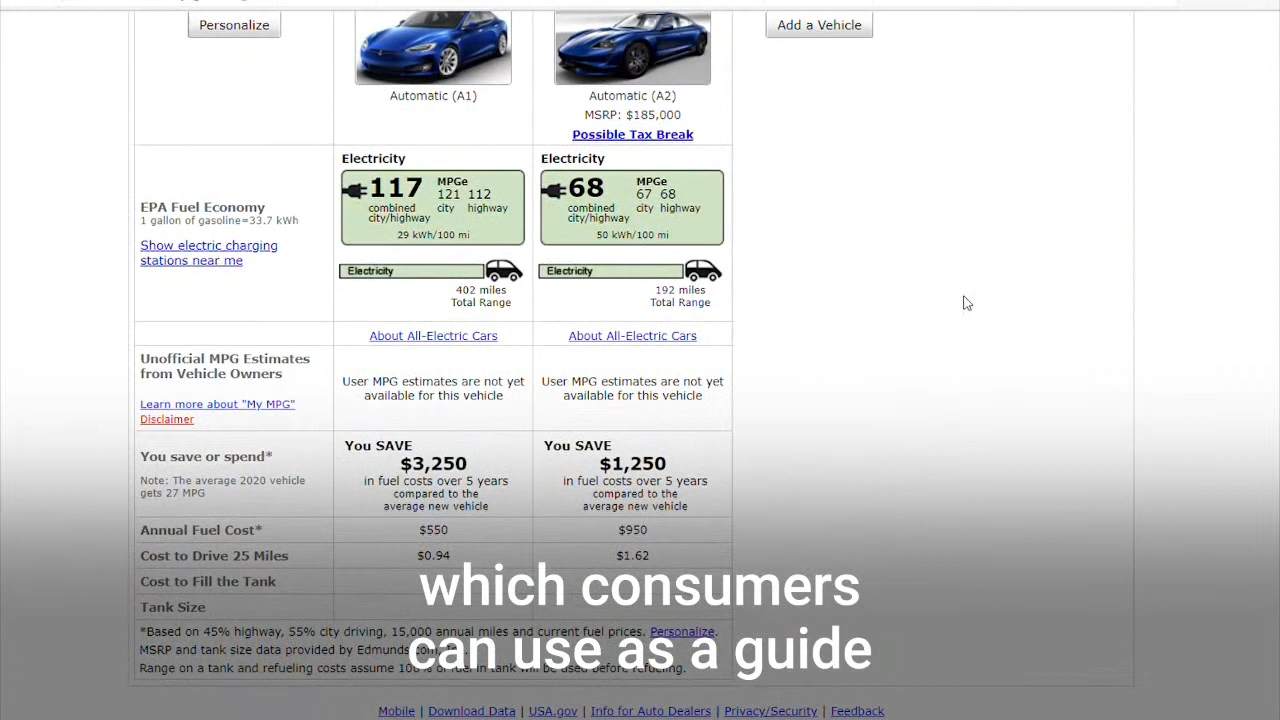 Personalize
Add a Vehicle
Automatic (A1)
Automatic (A2)
MSRP: $185,000
Possible Tax Break
EPA Fuel Economy
1 gallon of gasoline=33.7 kWh
Show electric charging
stations near me
Electricity
117
MPGe
121 112
combined
city/highway
city highway
29 kWh/100 mi
Electricity
402 miles
Total Range
Electricity
68
MPGe
67 68
combined
city/highway
city highway
50 kWh/100 mi
Electricity
192 miles
Total Range
About All-Electric Cars
About All-Electric Cars
Unofficial MPG Estimates
from Vehicle Owners
Learn more about "My MPG"
Disclaimer
User MPG estimates are not yet
available for this vehicle
User MPG estimates are not yet
available for this vehicle
You save or spend*
Note: The average 2020 vehicle
gets 27 MPG
You SAVE
$3,250
in fuel costs over 5 years
compared to the
average new vehicle
You SAVE
$1,250
in fuel costs over 5 years
compared to the
average new vehicle
Annual Fuel Cost*
$550
$950
Cost to Drive 25 Miles
$0.94
$1.62
Cost to Fill the Tank
Tank Size
*Based on 45% highway, 55% city driving, 15,000 annual miles and current fuel prices. Personalize.
MSRP and tank size data provided by
Range on a tank and refueling costs assume
which consumers
can use as a guide
Mobile | Download Data | USA.gov | Info for Auto Dealers | Privacy/Security | Feedback